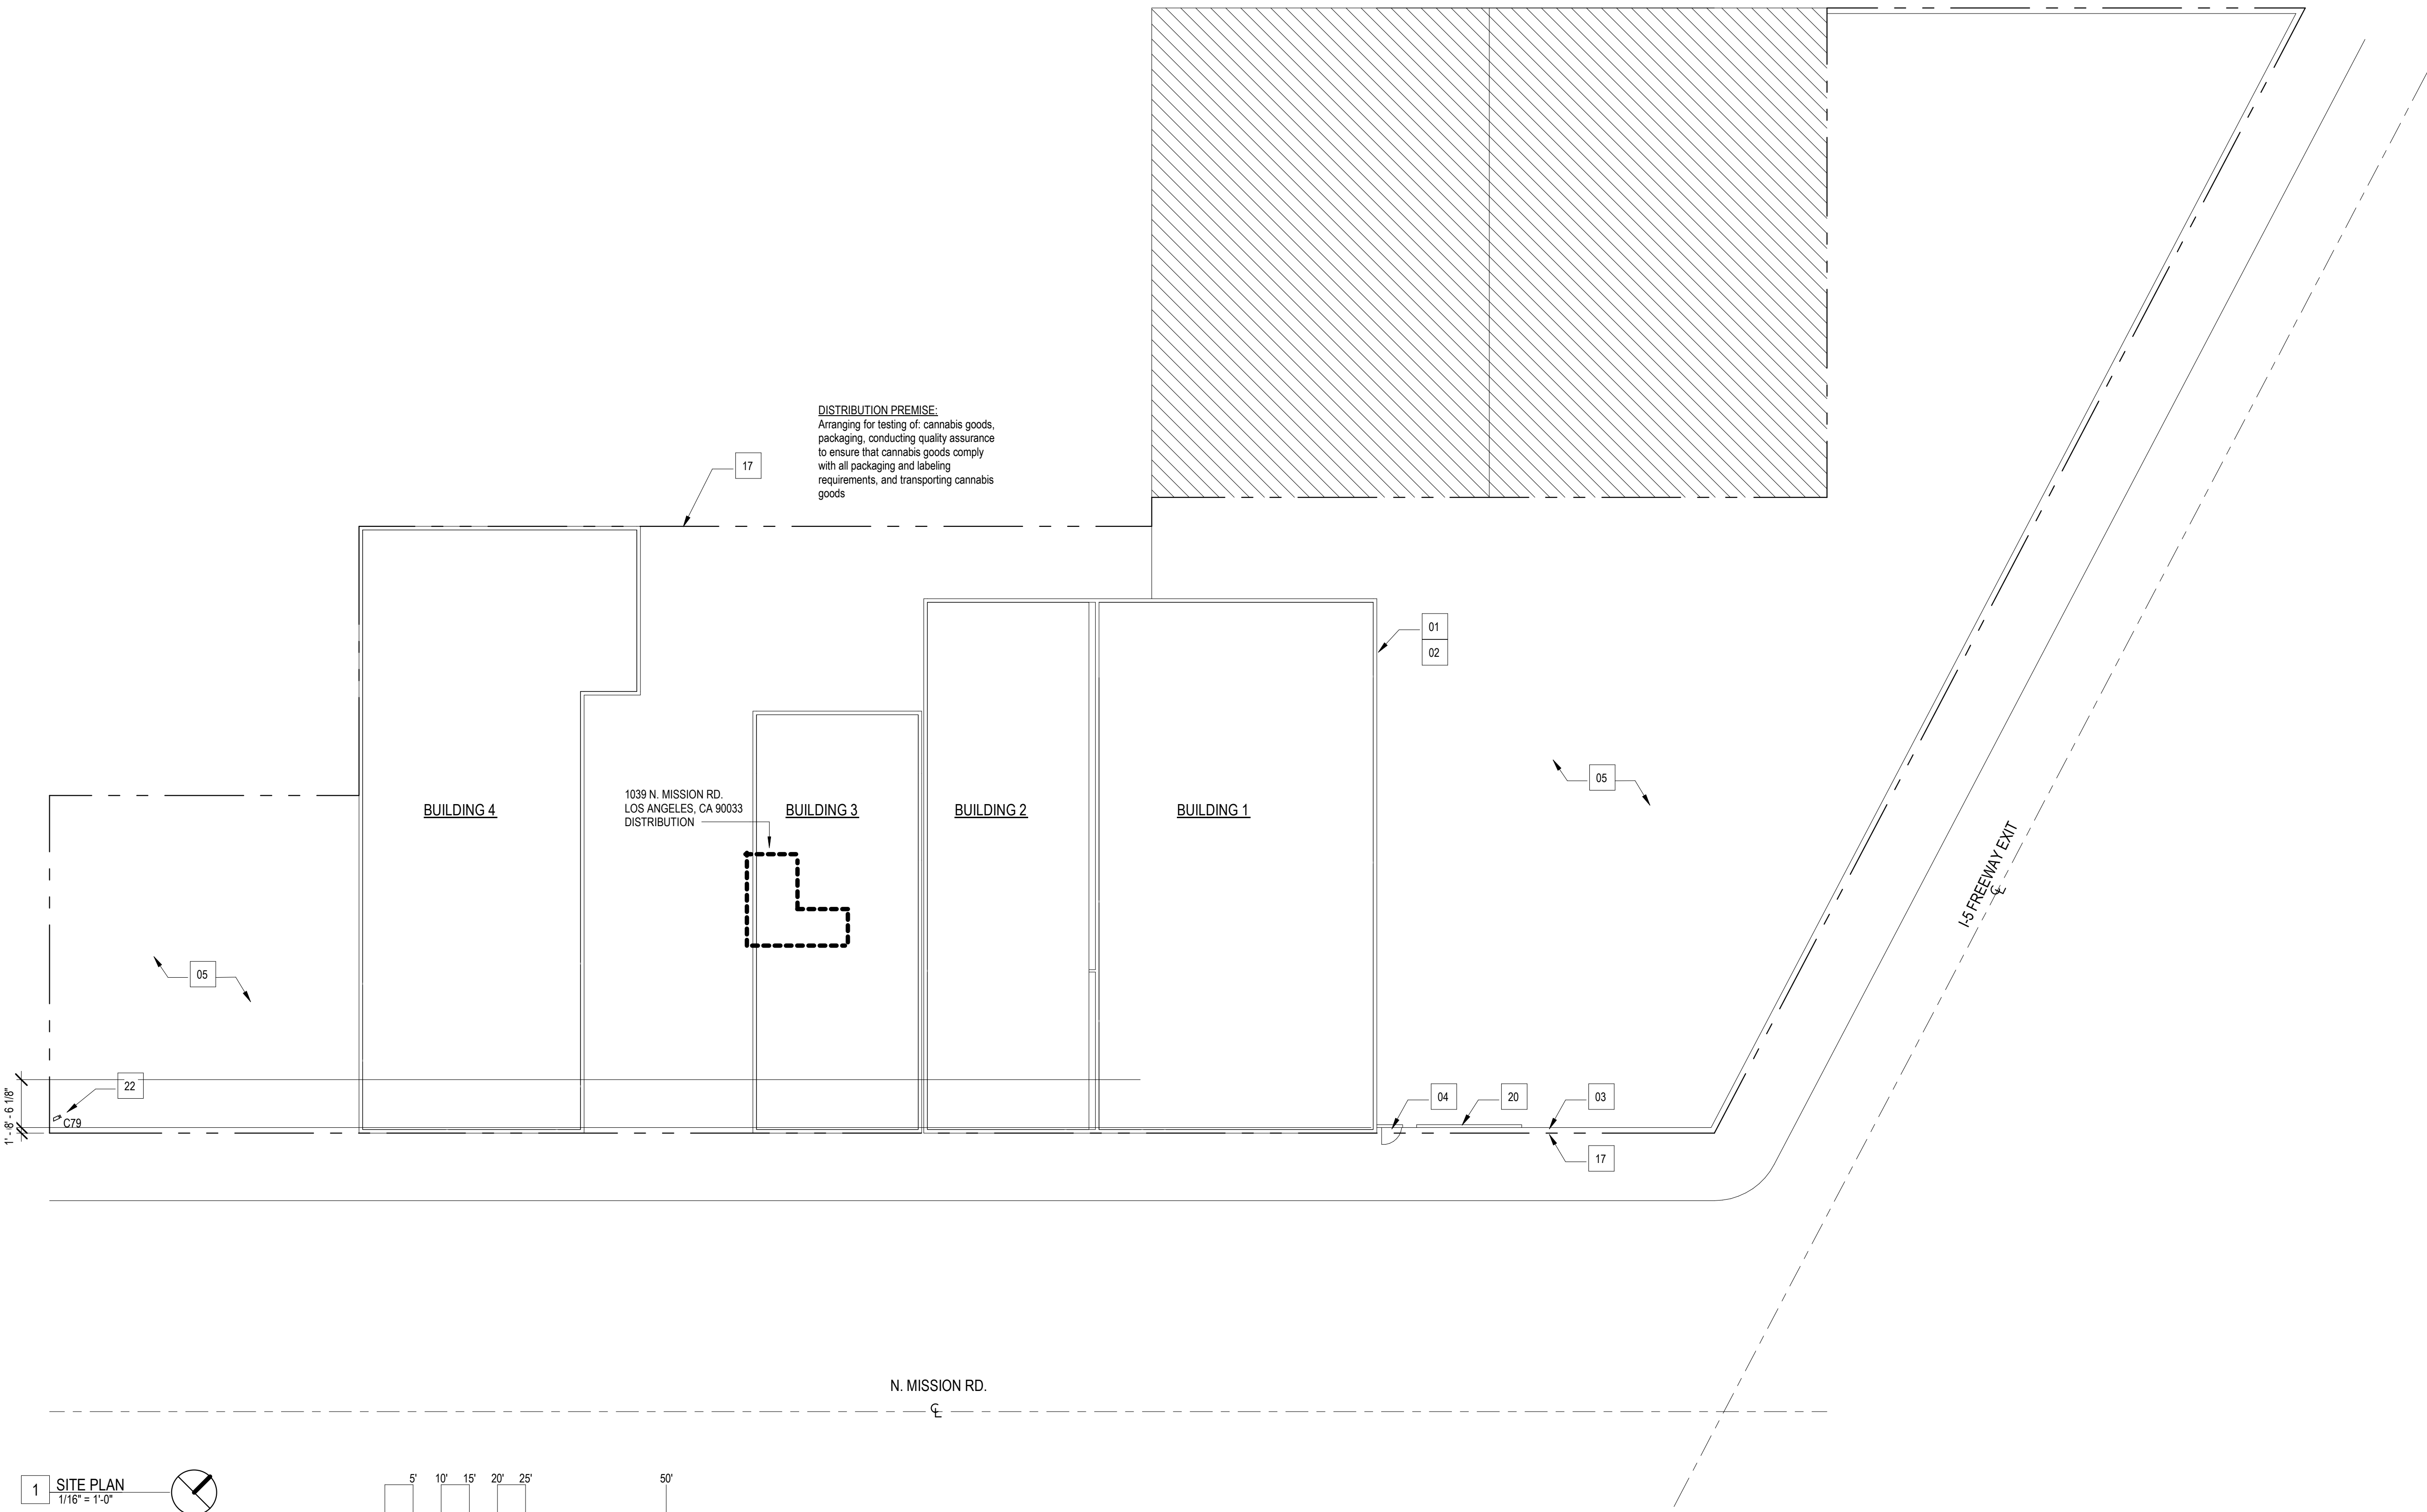 DISTRIBUTION PREMISE:
Arranging for testing of: cannabis goods,
packaging, conducting quality assurance
to ensure that cannabis goods comply
with all packaging and labeling
requirements, and transporting cannabis
goods
17
01
02
05
1039 N. MISSION RD.
LOS ANGELES, CA 90033
DISTRIBUTION
BUILDING 4
BUILDING 3
BUILDING 2
BUILDING 1
I-5 FREEWAY EXIT
℄
05
22
C79
8' - 6 1/8"
1' -
04
20
03
17
N. MISSION RD.
℄
1
SITE PLAN
1/16" = 1'-0"
5'
10'
15'
20'
25'
50'